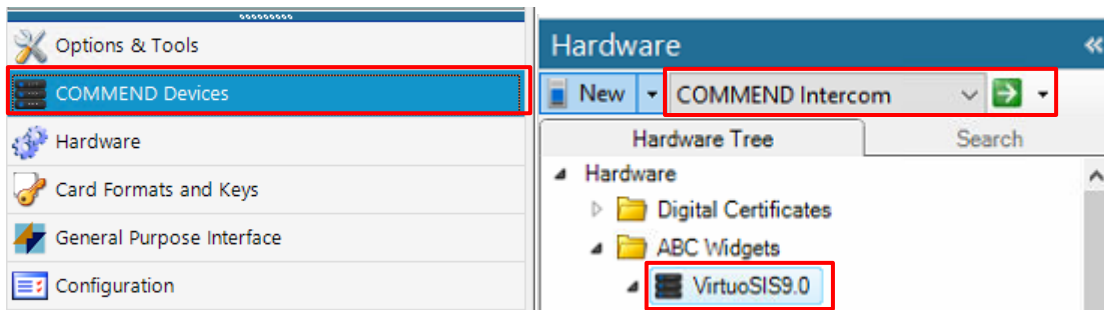 Options & Tools
COMMEND Devices
Hardware
Card Formats and Keys
General Purpose Interface
Configuration
Hardware
New
COMMEND Intercom
Hardware Tree
Search
Hardware
Digital Certificates
ABC Widgets
VirtuoSIS9.0